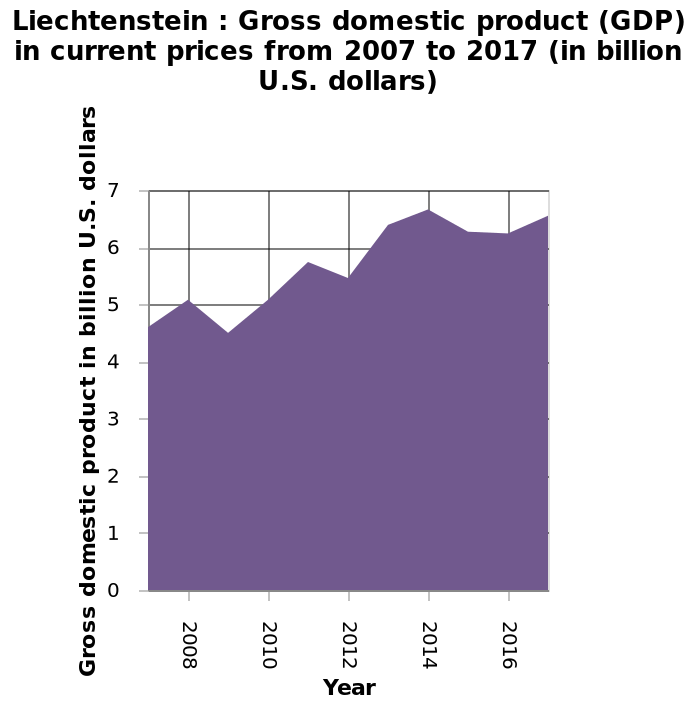 Liechtenstein : Gross domestic product (GDP)
in current prices from 2007 to 2017 (in billion
U.S. dollars)
Gross domestic product in billion U.S. dollars
7
6
5
4
3
2
1
0
2008
2010
2012
2014
2016
Year